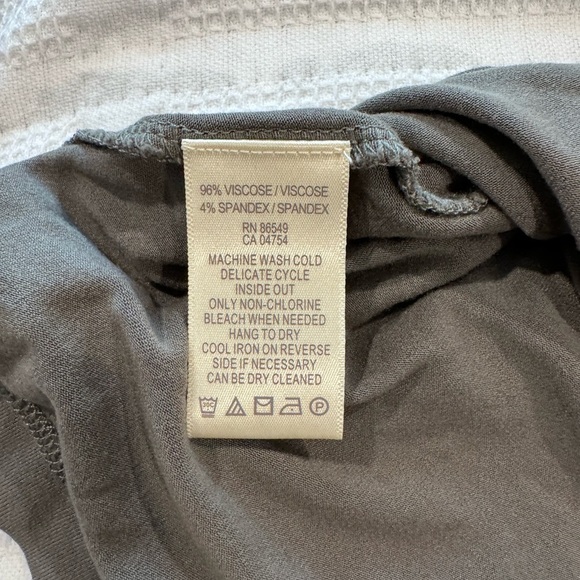 96% VISCOSE / VISCOSE
4% SPANDEX / SPANDEX
RN 86549
CA 04754
MACHINE WASH COLD
DELICATE CYCLE
INSIDE OUT
ONLY NON-CHLORINE
BLEACH WHEN NEEDED
HANG TO DRY
COOL IRON ON REVERSE
SIDE IF NECESSARY
CAN BE DRY CLEANED
30C P